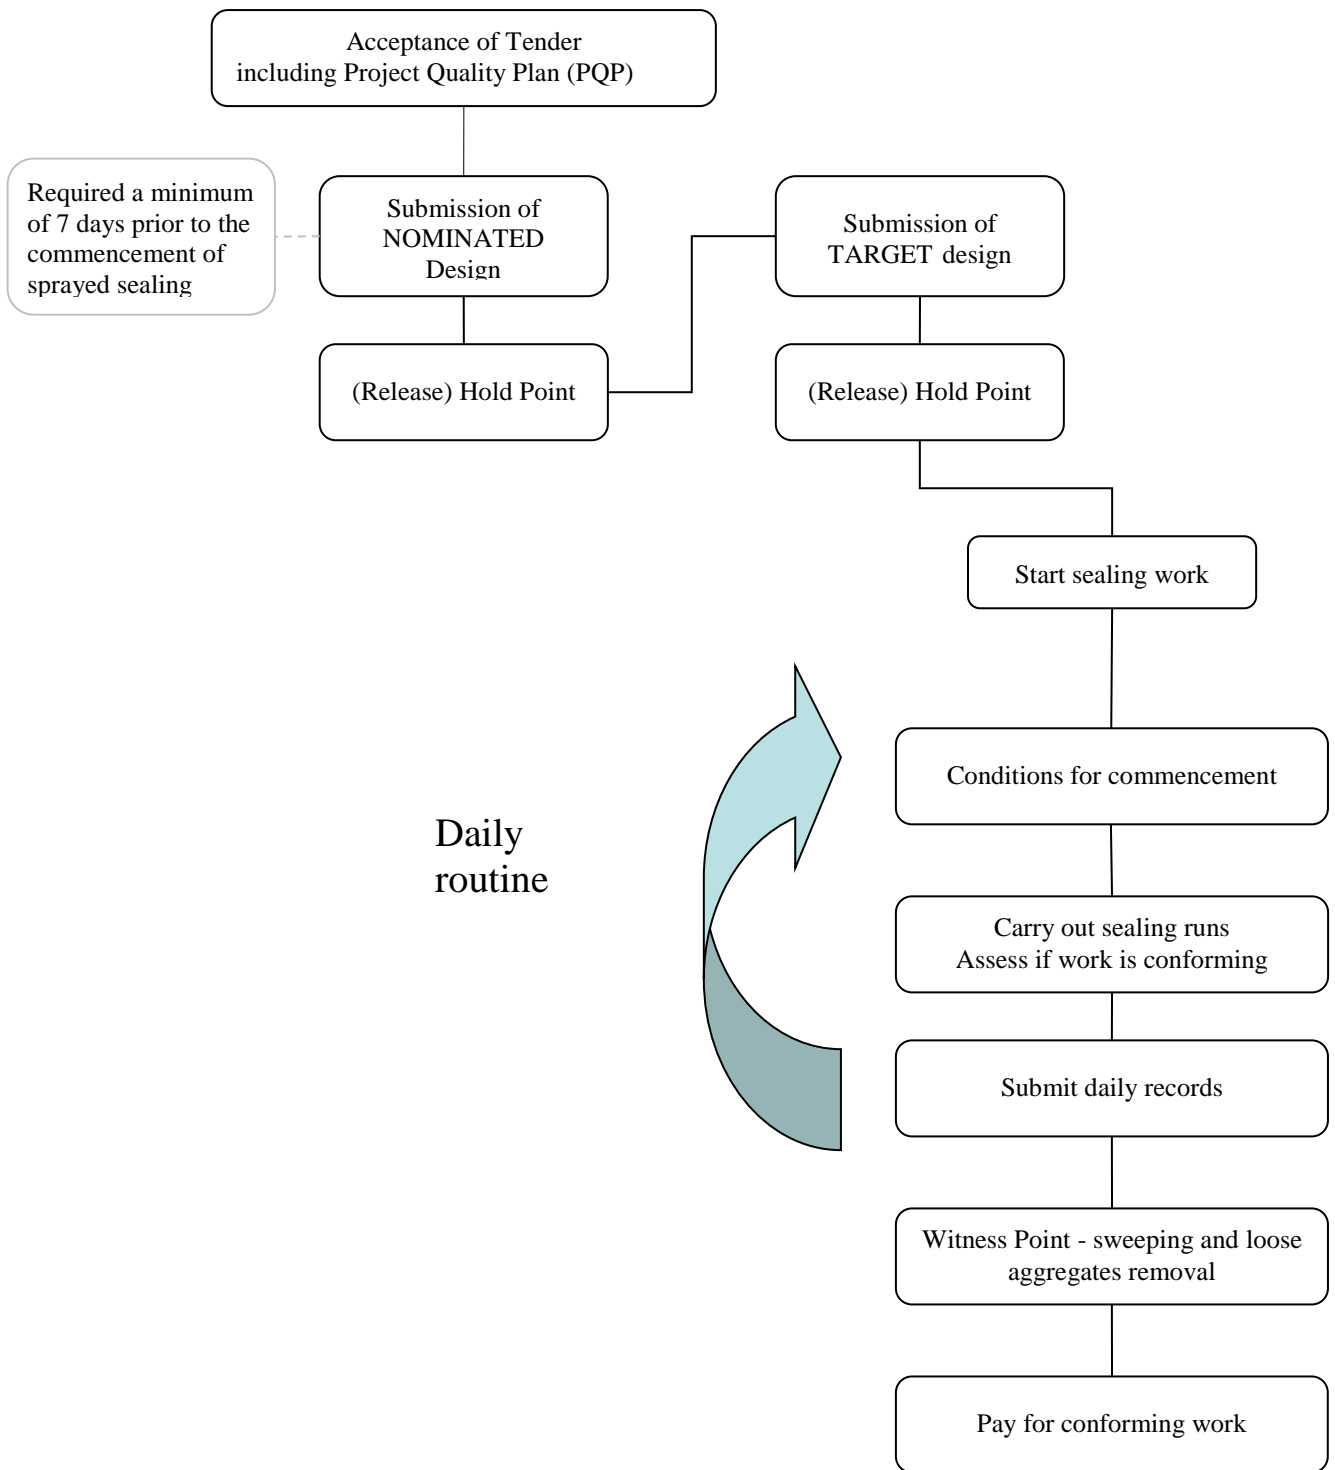 Acceptance of Tender
including Project Quality Plan (PQP)
Required a minimum
of 7 days prior to the
commencement of
sprayed sealing
Submission of
NOMINATED
Design
Submission of
TARGET design
(Release) Hold Point
(Release) Hold Point
Start sealing work
Conditions for commencement
Daily
routine
Carry out sealing runs
Assess if work is conforming
Submit daily records
Witness Point - sweeping and loose
aggregates removal
Pay for conforming work